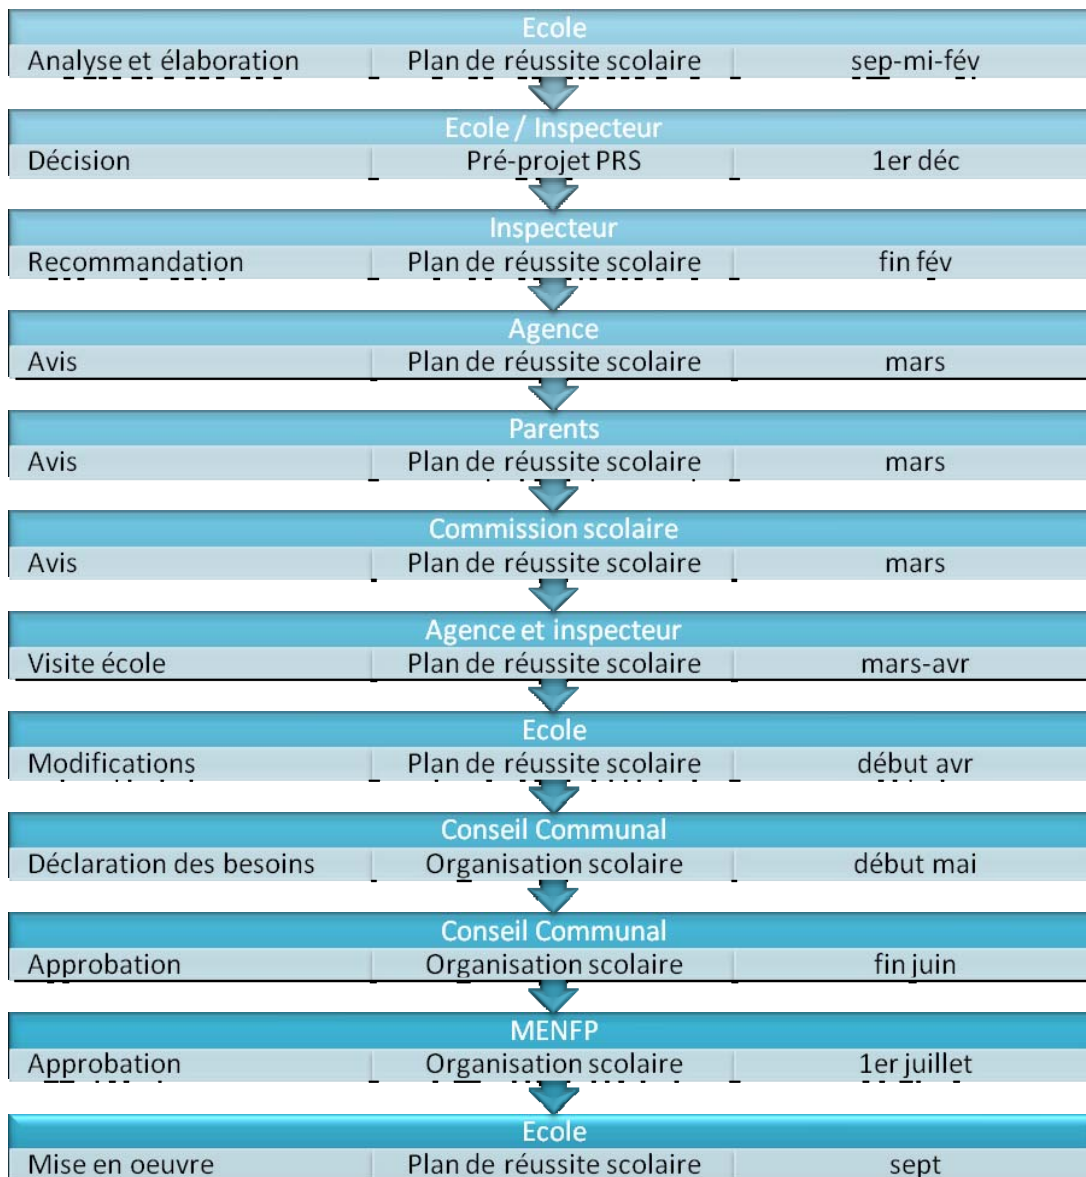 Ecole
Analyse et élaboration Plan de réussite scolaire sep-mi-fév
Ecole / Inspecteur
Décision Pré-projet PRS 1er déc
Inspecteur
Recommandation Plan de réussite scolaire fin fév
Agence
Avis Plan de réussite scolaire mars
Parents
Avis Plan de réussite scolaire mars
Commission scolaire
Avis Plan de réussite scolaire mars
Agence et inspecteur
Visite école Plan de réussite scolaire mars-avr
Ecole
Modifications Plan de réussite scolaire début avr
Conseil Communal
Déclaration des besoins Organisation scolaire début mai
Conseil Communal
Approbation Organisation scolaire fin juin
MENFP
Approbation Organisation scolaire 1er juillet
Ecole
Mise en oeuvre Plan de réussite scolaire sept